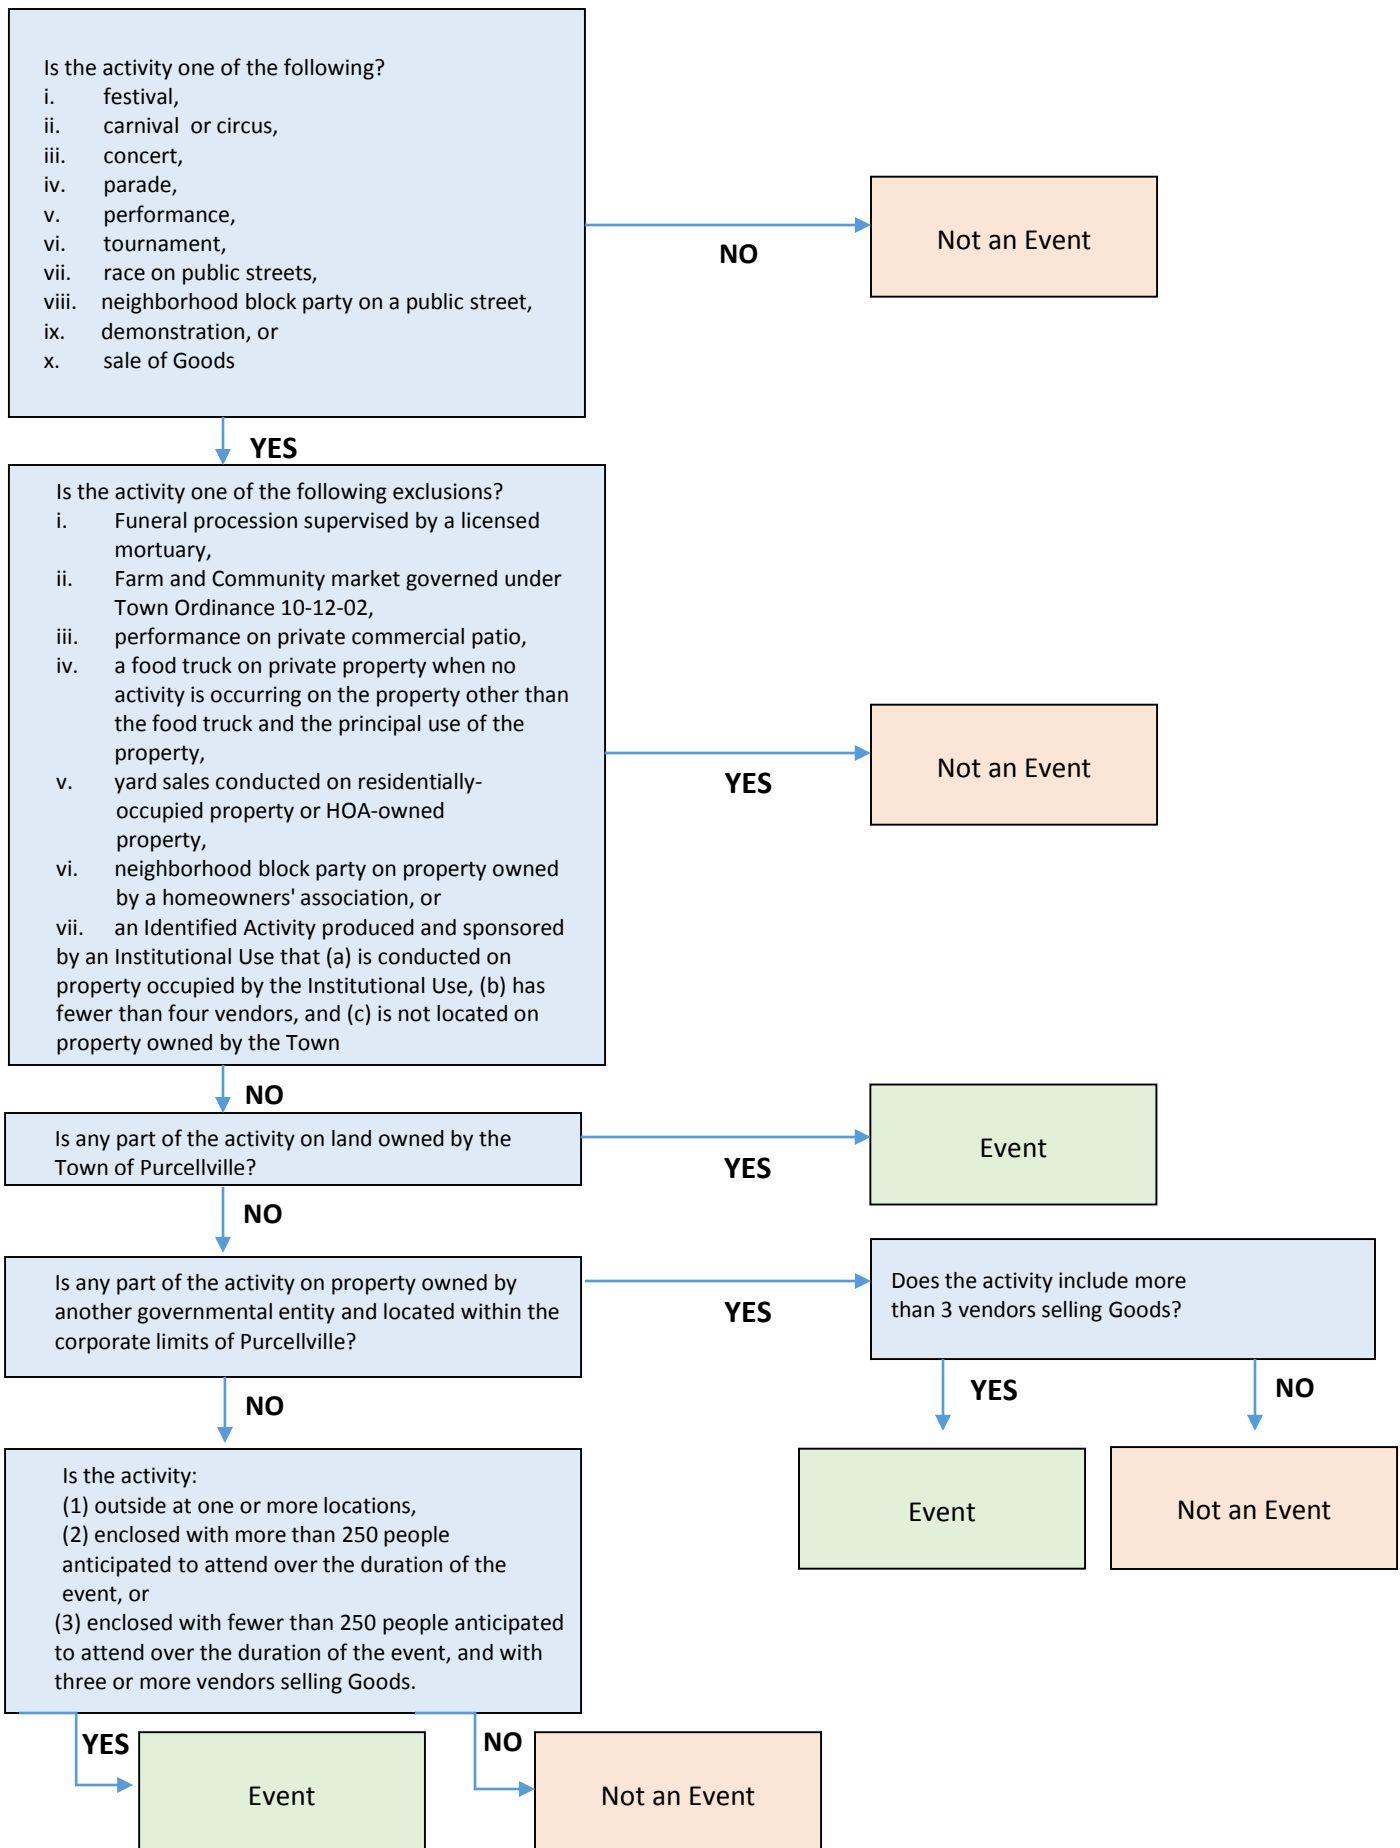 Is the activity one of the following?
i. festival,
ii. carnival or circus,
iii. concert,
iv. parade,
v. performance,
vi. tournament,
vii. race on public streets,
viii. neighborhood block party on a public street,
ix. demonstration, or
x. sale of Goods
NO
Not an Event
YES
Is the activity one of the following exclusions?
i. Funeral procession supervised by a licensed
mortuary,
ii. Farm and Community market governed under
Town Ordinance 10-12-02,
iii. performance on private commercial patio,
iv. a food truck on private property when no
activity is occurring on the property other than
the food truck and the principal use of the
property,
v. yard sales conducted on residentially-
occupied property or HOA-owned
property,
vi. neighborhood block party on property owned
by a homeowners' association, or
vii. an Identified Activity produced and sponsored
by an Institutional Use that (a) is conducted on
property occupied by the Institutional Use, (b) has
fewer than four vendors, and (c) is not located on
property owned by the Town
YES
Not an Event
NO
Is any part of the activity on land owned by the
Town of Purcellville?
YES
Event
NO
Is any part of the activity on property owned by
another governmental entity and located within the
corporate limits of Purcellville?
YES
Does the activity include more
than 3 vendors selling Goods?
YES
NO
Event
Not an Event
NO
Is the activity:
(1) outside at one or more locations,
(2) enclosed with more than 250 people
anticipated to attend over the duration of the
event, or
(3) enclosed with fewer than 250 people anticipated
to attend over the duration of the event, and with
three or more vendors selling Goods.
YES
Event
NO
Not an Event